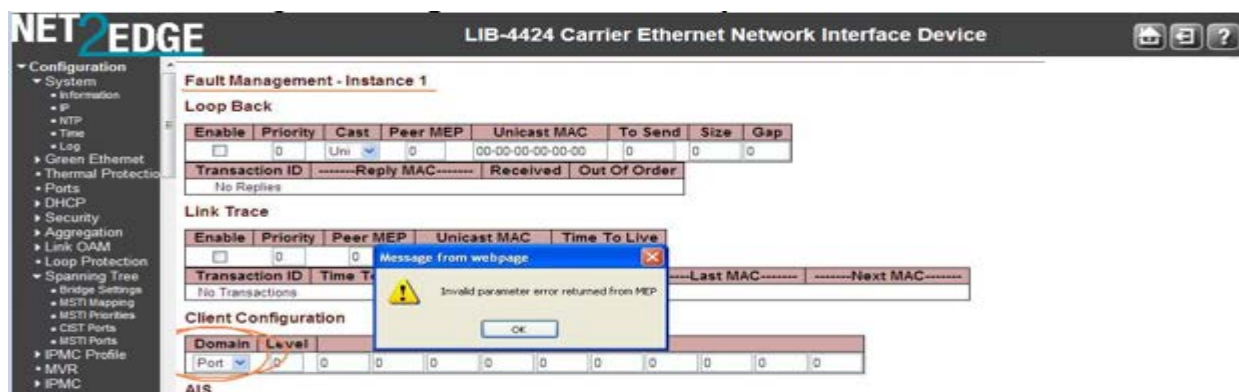 NET2EDGE
LIB-4424 Carrier Ethernet Network Interface Device
?
Configuration
System
Information
IP
NTP
Time
Log
Green Ethernet
Thermal Protectio
Ports
DHCP
Security
Aggregation
Link OAM
Loop Protection
Spanning Tree
Bridge Settings
MSTI Mapping
MSTI Priorities
CIST Ports
MSTI Ports
IPMC Profile
MVR
IPMC
Fault Management - Instance 1
Loop Back
Enable Priority Cast Peer MEP Unicast MAC To Send Size Gap
0 Uni 0 00-00-00-00-00-00 0 0 0
Transaction ID -------Reply MAC------- Received Out Of Order
No Replies
Link Trace
Enable Priority Peer MEP Unicast MAC Time To Live
0 0
Transaction ID Time T ----Last MAC------- -------Next MAC-------
No Transactions
Message from webpage
Invalid parameter error returned from MEP
OK
Client Configuration
Domain Level
Port 0 0 0 0 0 0 0 0 0 0
AIS